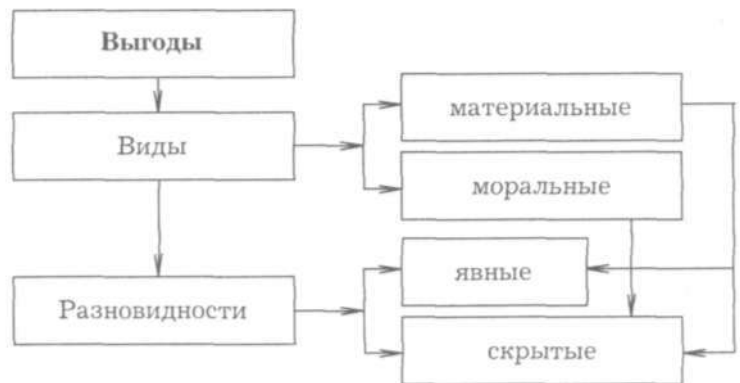 Выгоды
Виды
материальные
моральные
явные
Разновидности
скрытые